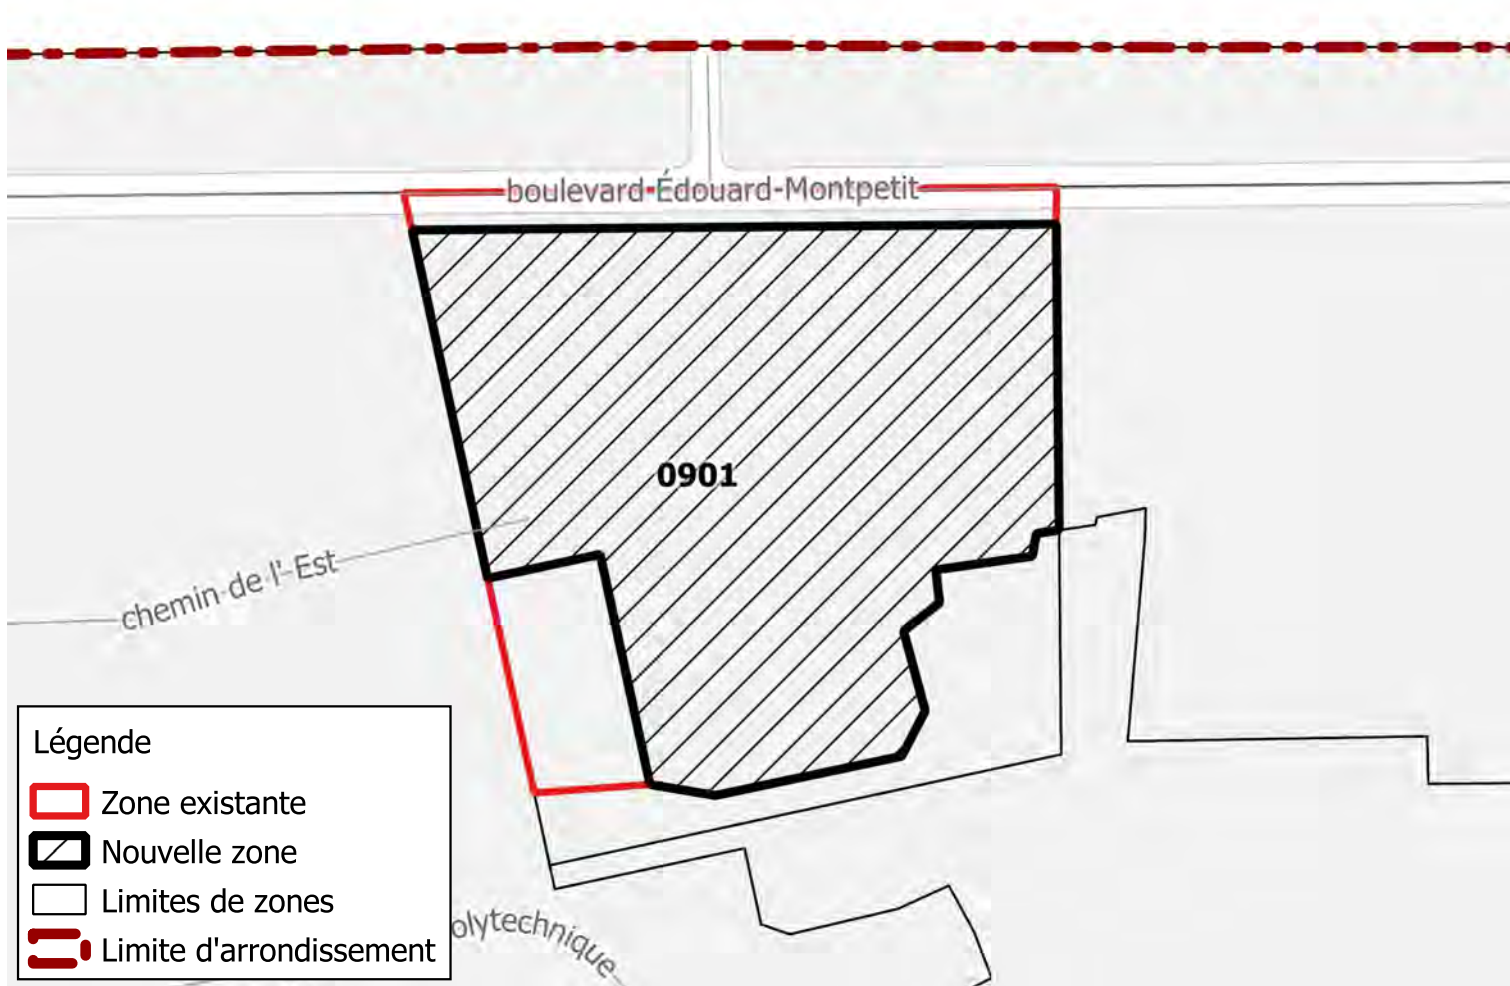 boulevard-Édouard-Montpetit
0901
chemin de l'-Est
Légende
Zone existante
Nouvelle zone
Limites de zones
Limite d'arrondissement
olytechnique